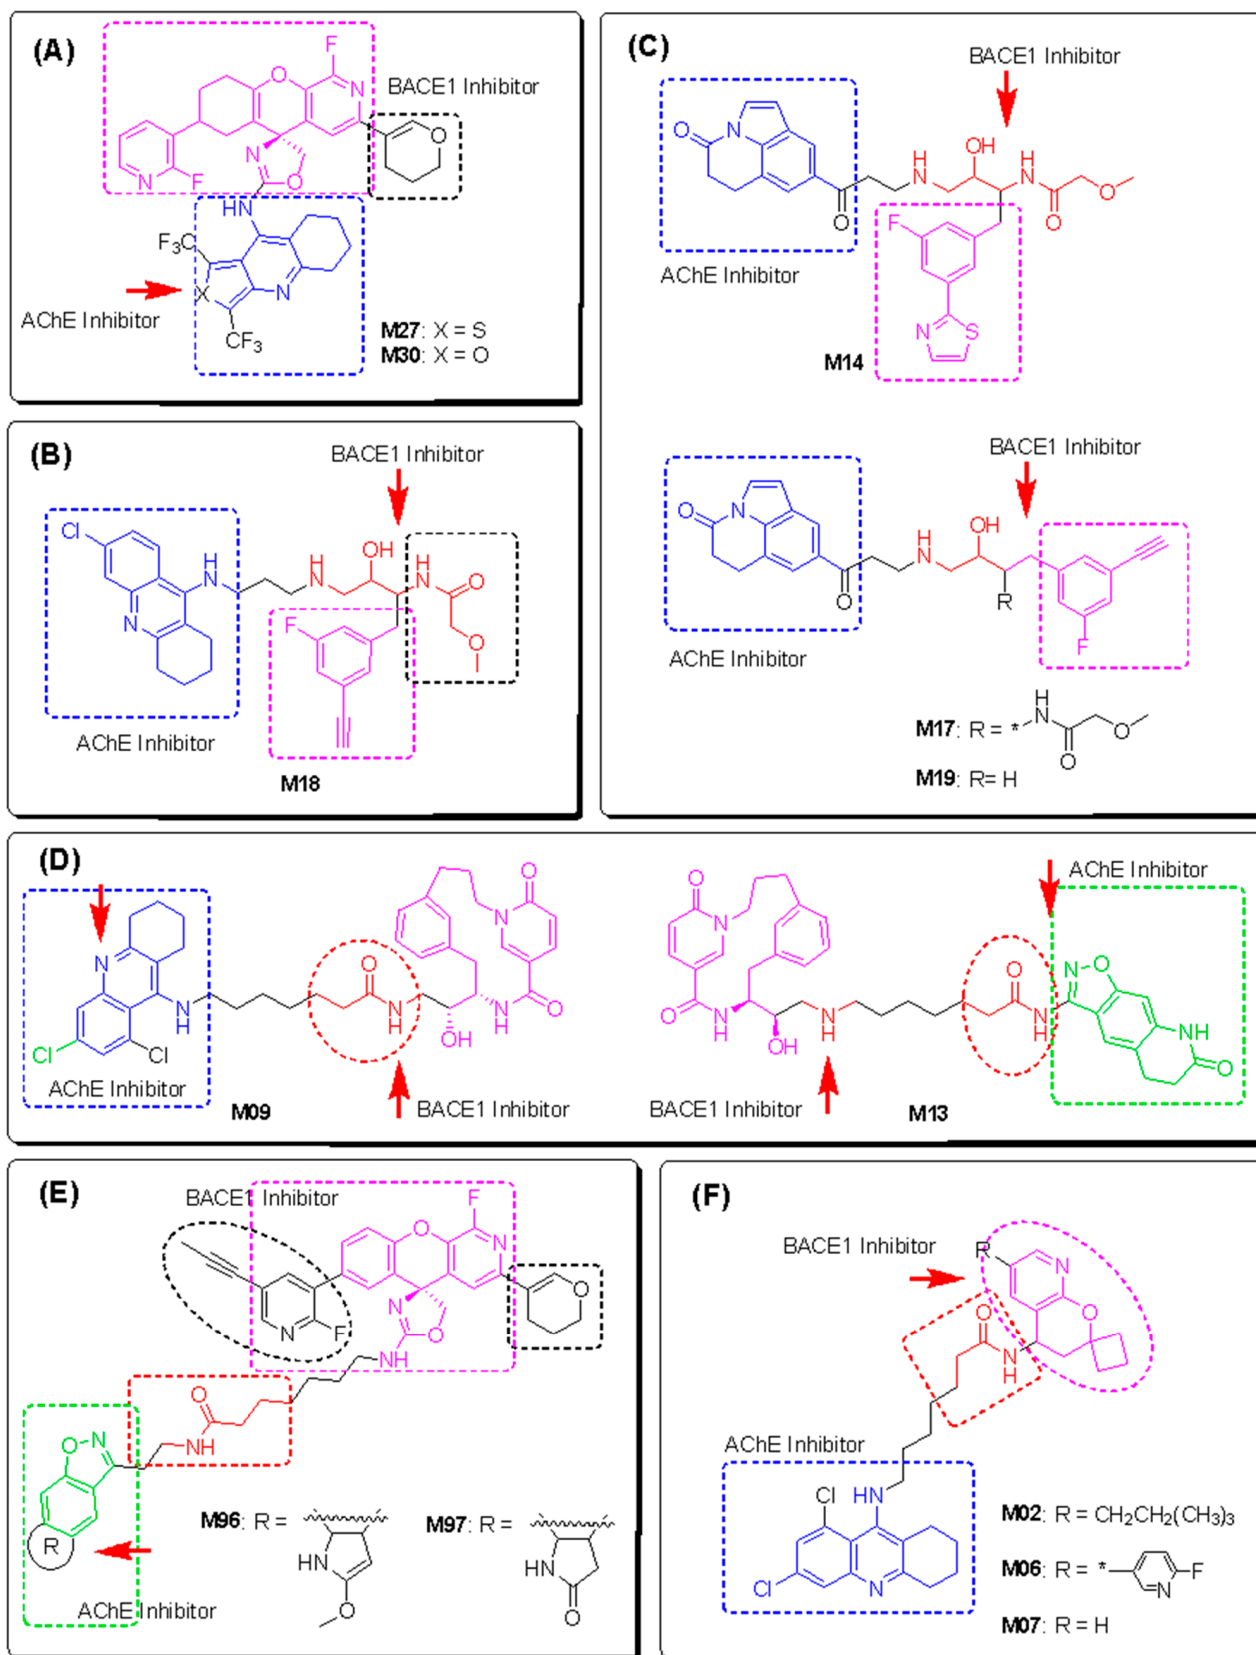 (A)
F
O
N
BACE1 Inhibitor
O
N
N
F
O
HN
F₃C
X
N
AChE Inhibitor
CF₃
M27: X = S
M30: X = O
(B)
BACE1 Inhibitor
Cl
H
N
H
N
OH
H
N
O
N
F
O
AChE Inhibitor
M18
(C)
BACE1 Inhibitor
O
N
OH
H
N
H
N
O
O
O
F
AChE Inhibitor
N
S
M14
BACE1 Inhibitor
O
N
H
N
OH
O
R
F
AChE Inhibitor
M17: R = *
H
N
O
O
M19: R= H
(D)
AChE Inhibitor
O
N
O
N
N
O
N
O
N
H
O
N
H
N
H
O
OH
Cl
Cl
AChE Inhibitor
M09
BACE1 Inhibitor
O
N
O
N
H
OH
N
H
O
N
H
N
O
NH
O
BACE1 Inhibitor
M13
(E)
BACE1 Inhibitor
F
O
N
O
N
F
N
O
NH
O
NH
O
N
R
AChE Inhibitor
M96: R =
HN
O
M97: R =
HN
O
(F)
BACE1 Inhibitor
R
N
O
O
N
H
AChE Inhibitor
Cl
HN
Cl
N
M02: R = CH₂CH₂(CH₃)₃
M06: R = *
F
N
M07: R = H